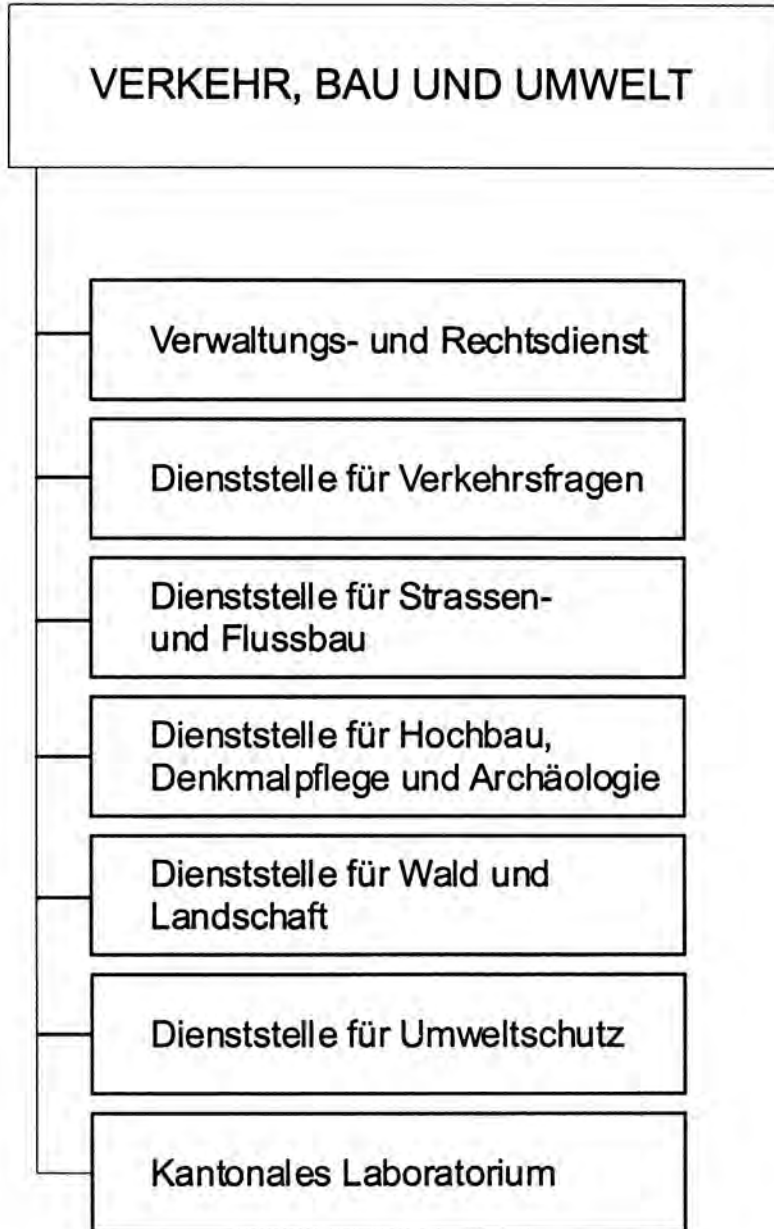 VERKEHR, BAU UND UMWELT
Verwaltungs- und Rechtsdienst
Dienststelle für Verkehrsfragen
Dienststelle für Strassen-
und Flussbau
Dienststelle für Hochbau,
Denkmalpflege und Archäologie
Dienststelle für Wald und
Landschaft
Dienststelle für Umweltschutz
Kantonales Laboratorium